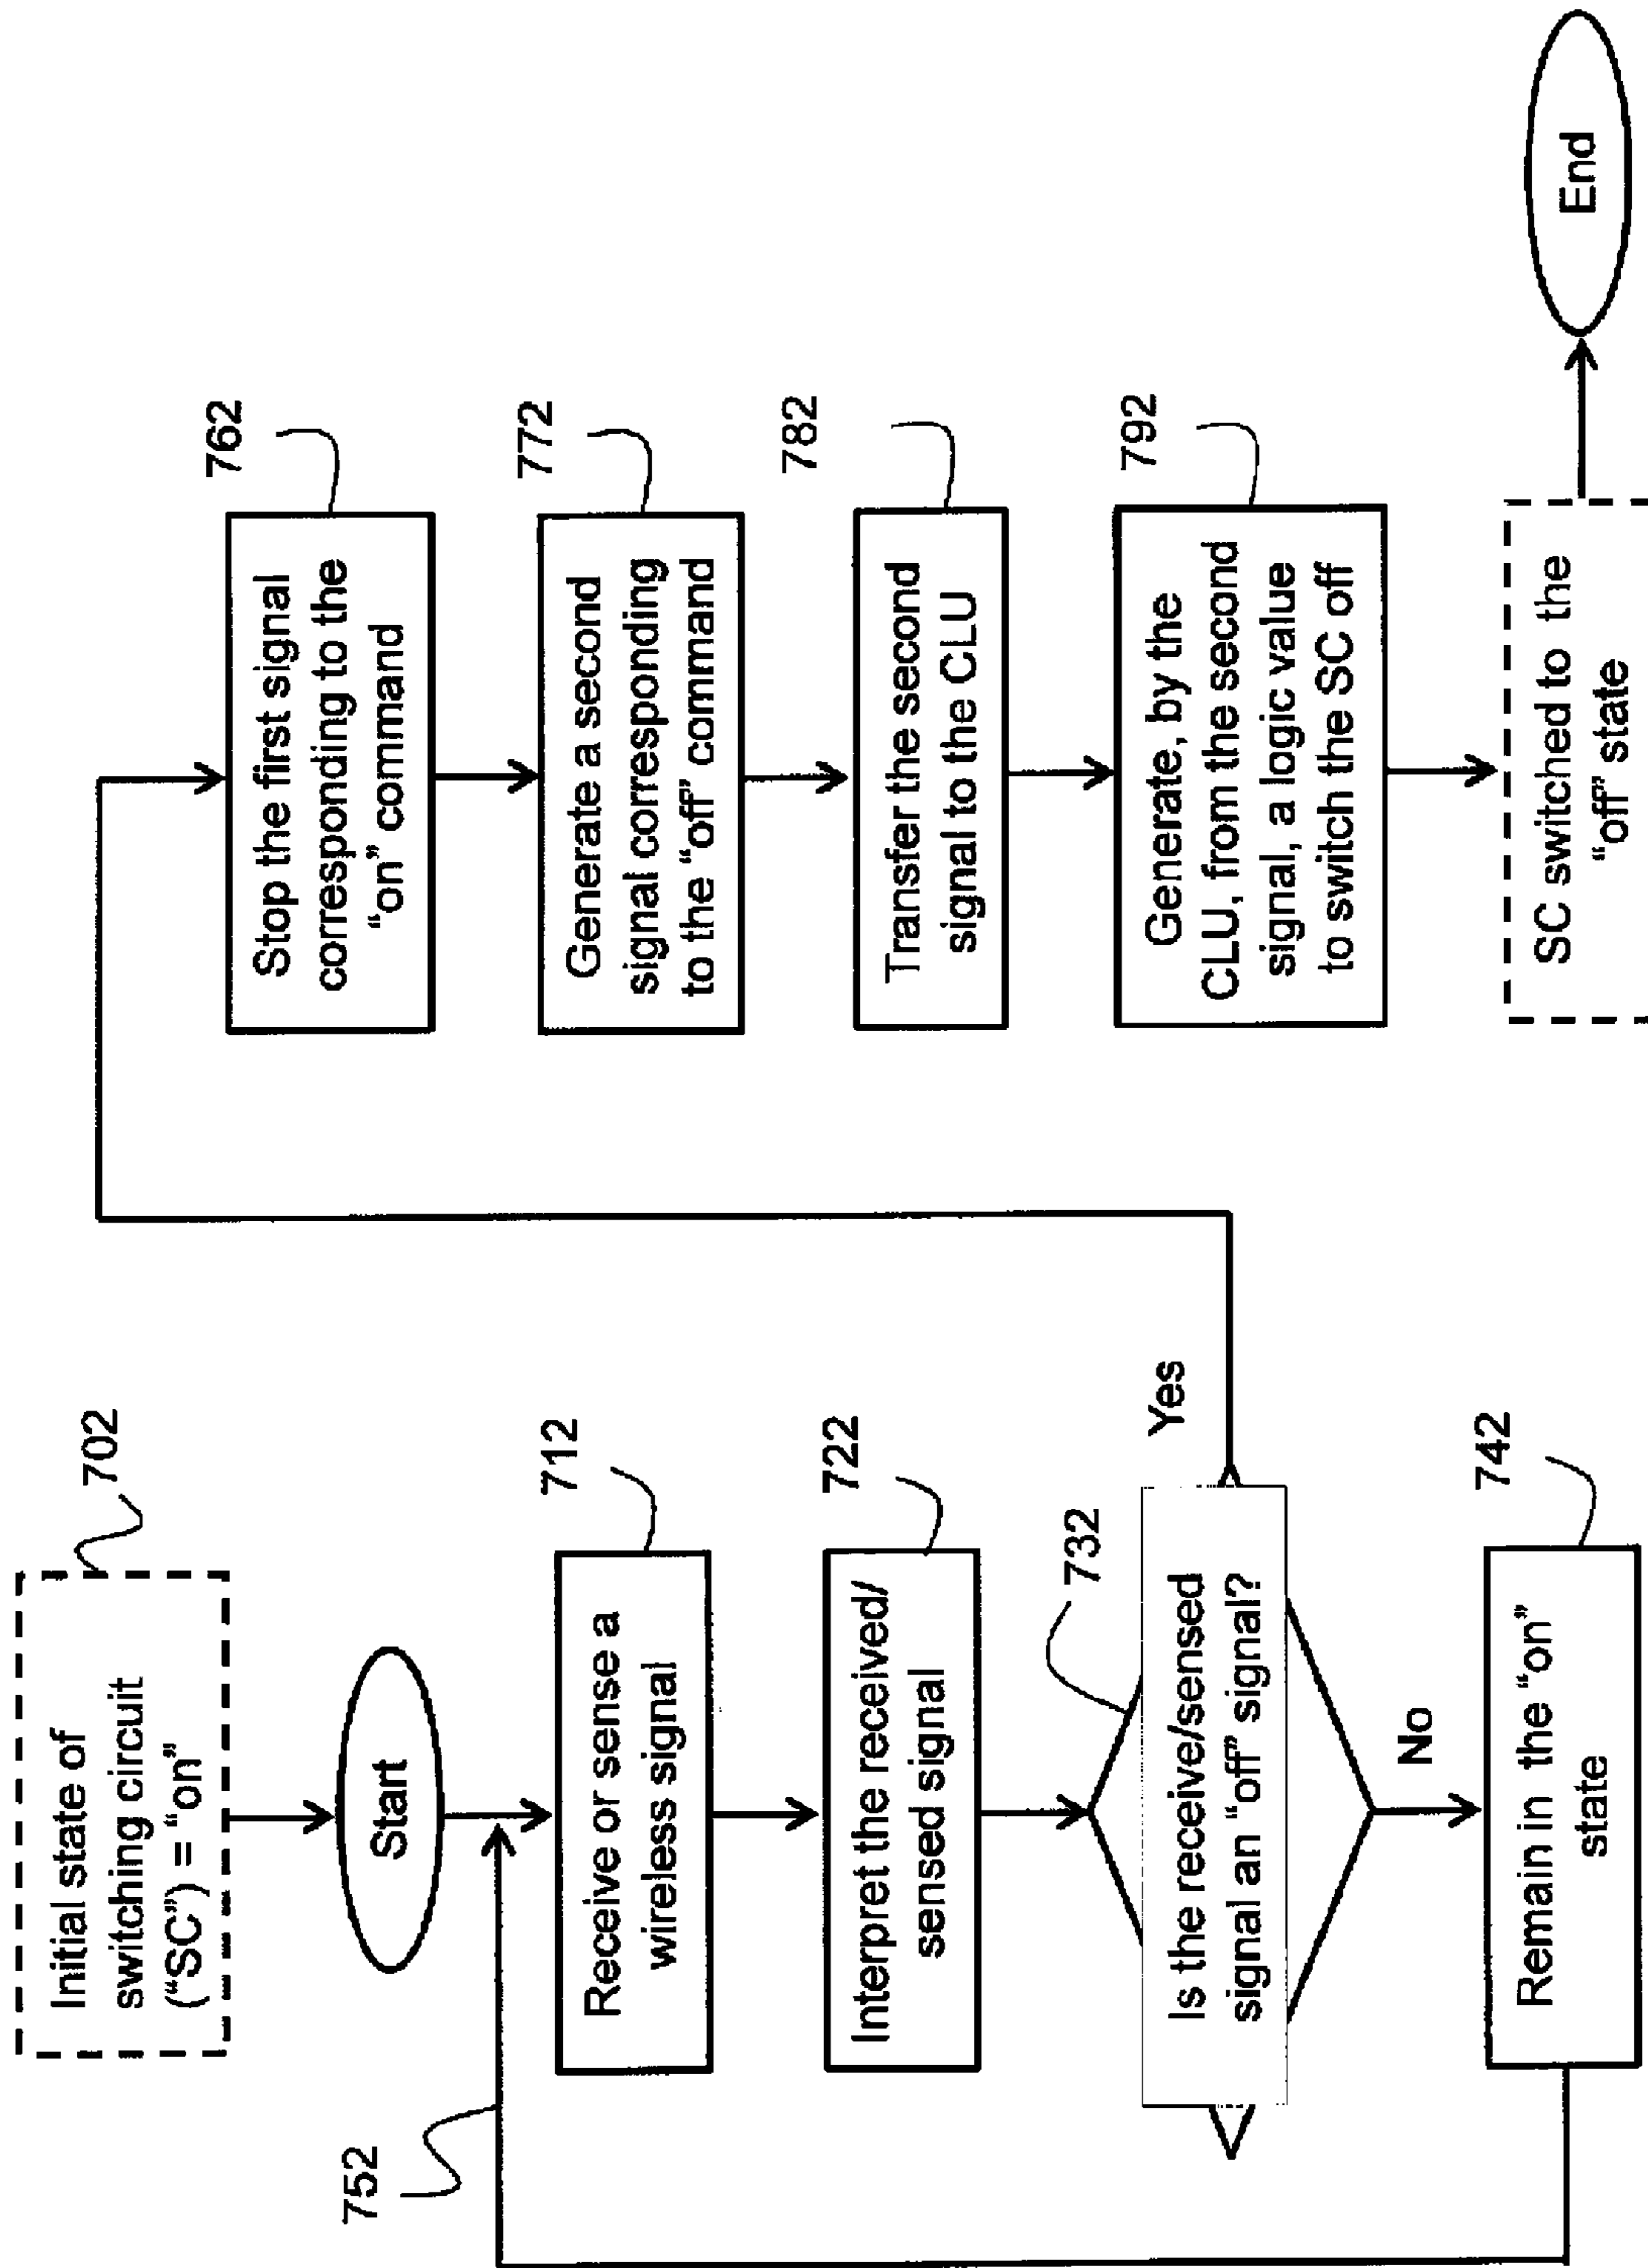 Initial state of
switching circuit
("SC") = "on"
702
Start
752
Receive or sense a
wireless signal
712
Interpret the received/
sensed signal
722
732
Is the receive/sensed
signal an "off" signal?
Yes
No
Remain in the "on"
state
742
Stop the first signal
corresponding to the
"on" command
762
Generate a second
signal corresponding
to the "off" command
772
Transfer the second
signal to the CLU
782
Generate, by the
CLU, from the second
signal, a logic value
to switch the SC off
792
SC switched to the
"off" state
End